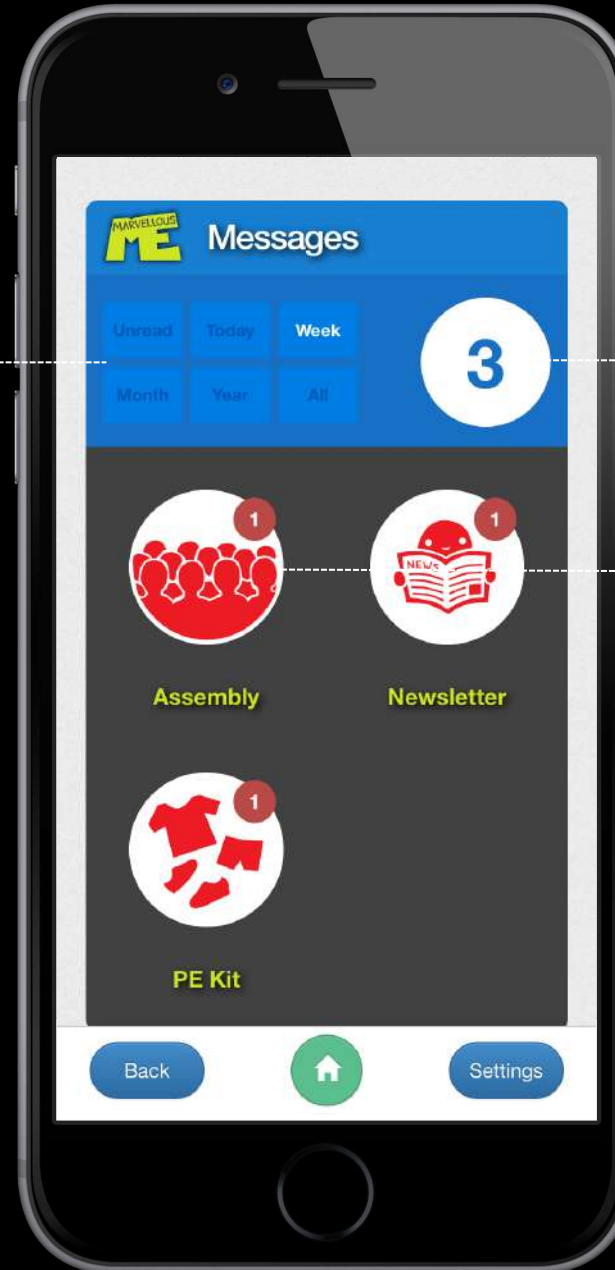 MARVELLOUS
ME
Messages
Unread Today Week
Month Year All
3
1 1
NEWS
Assembly Newsletter
1
PE Kit
Back Settings